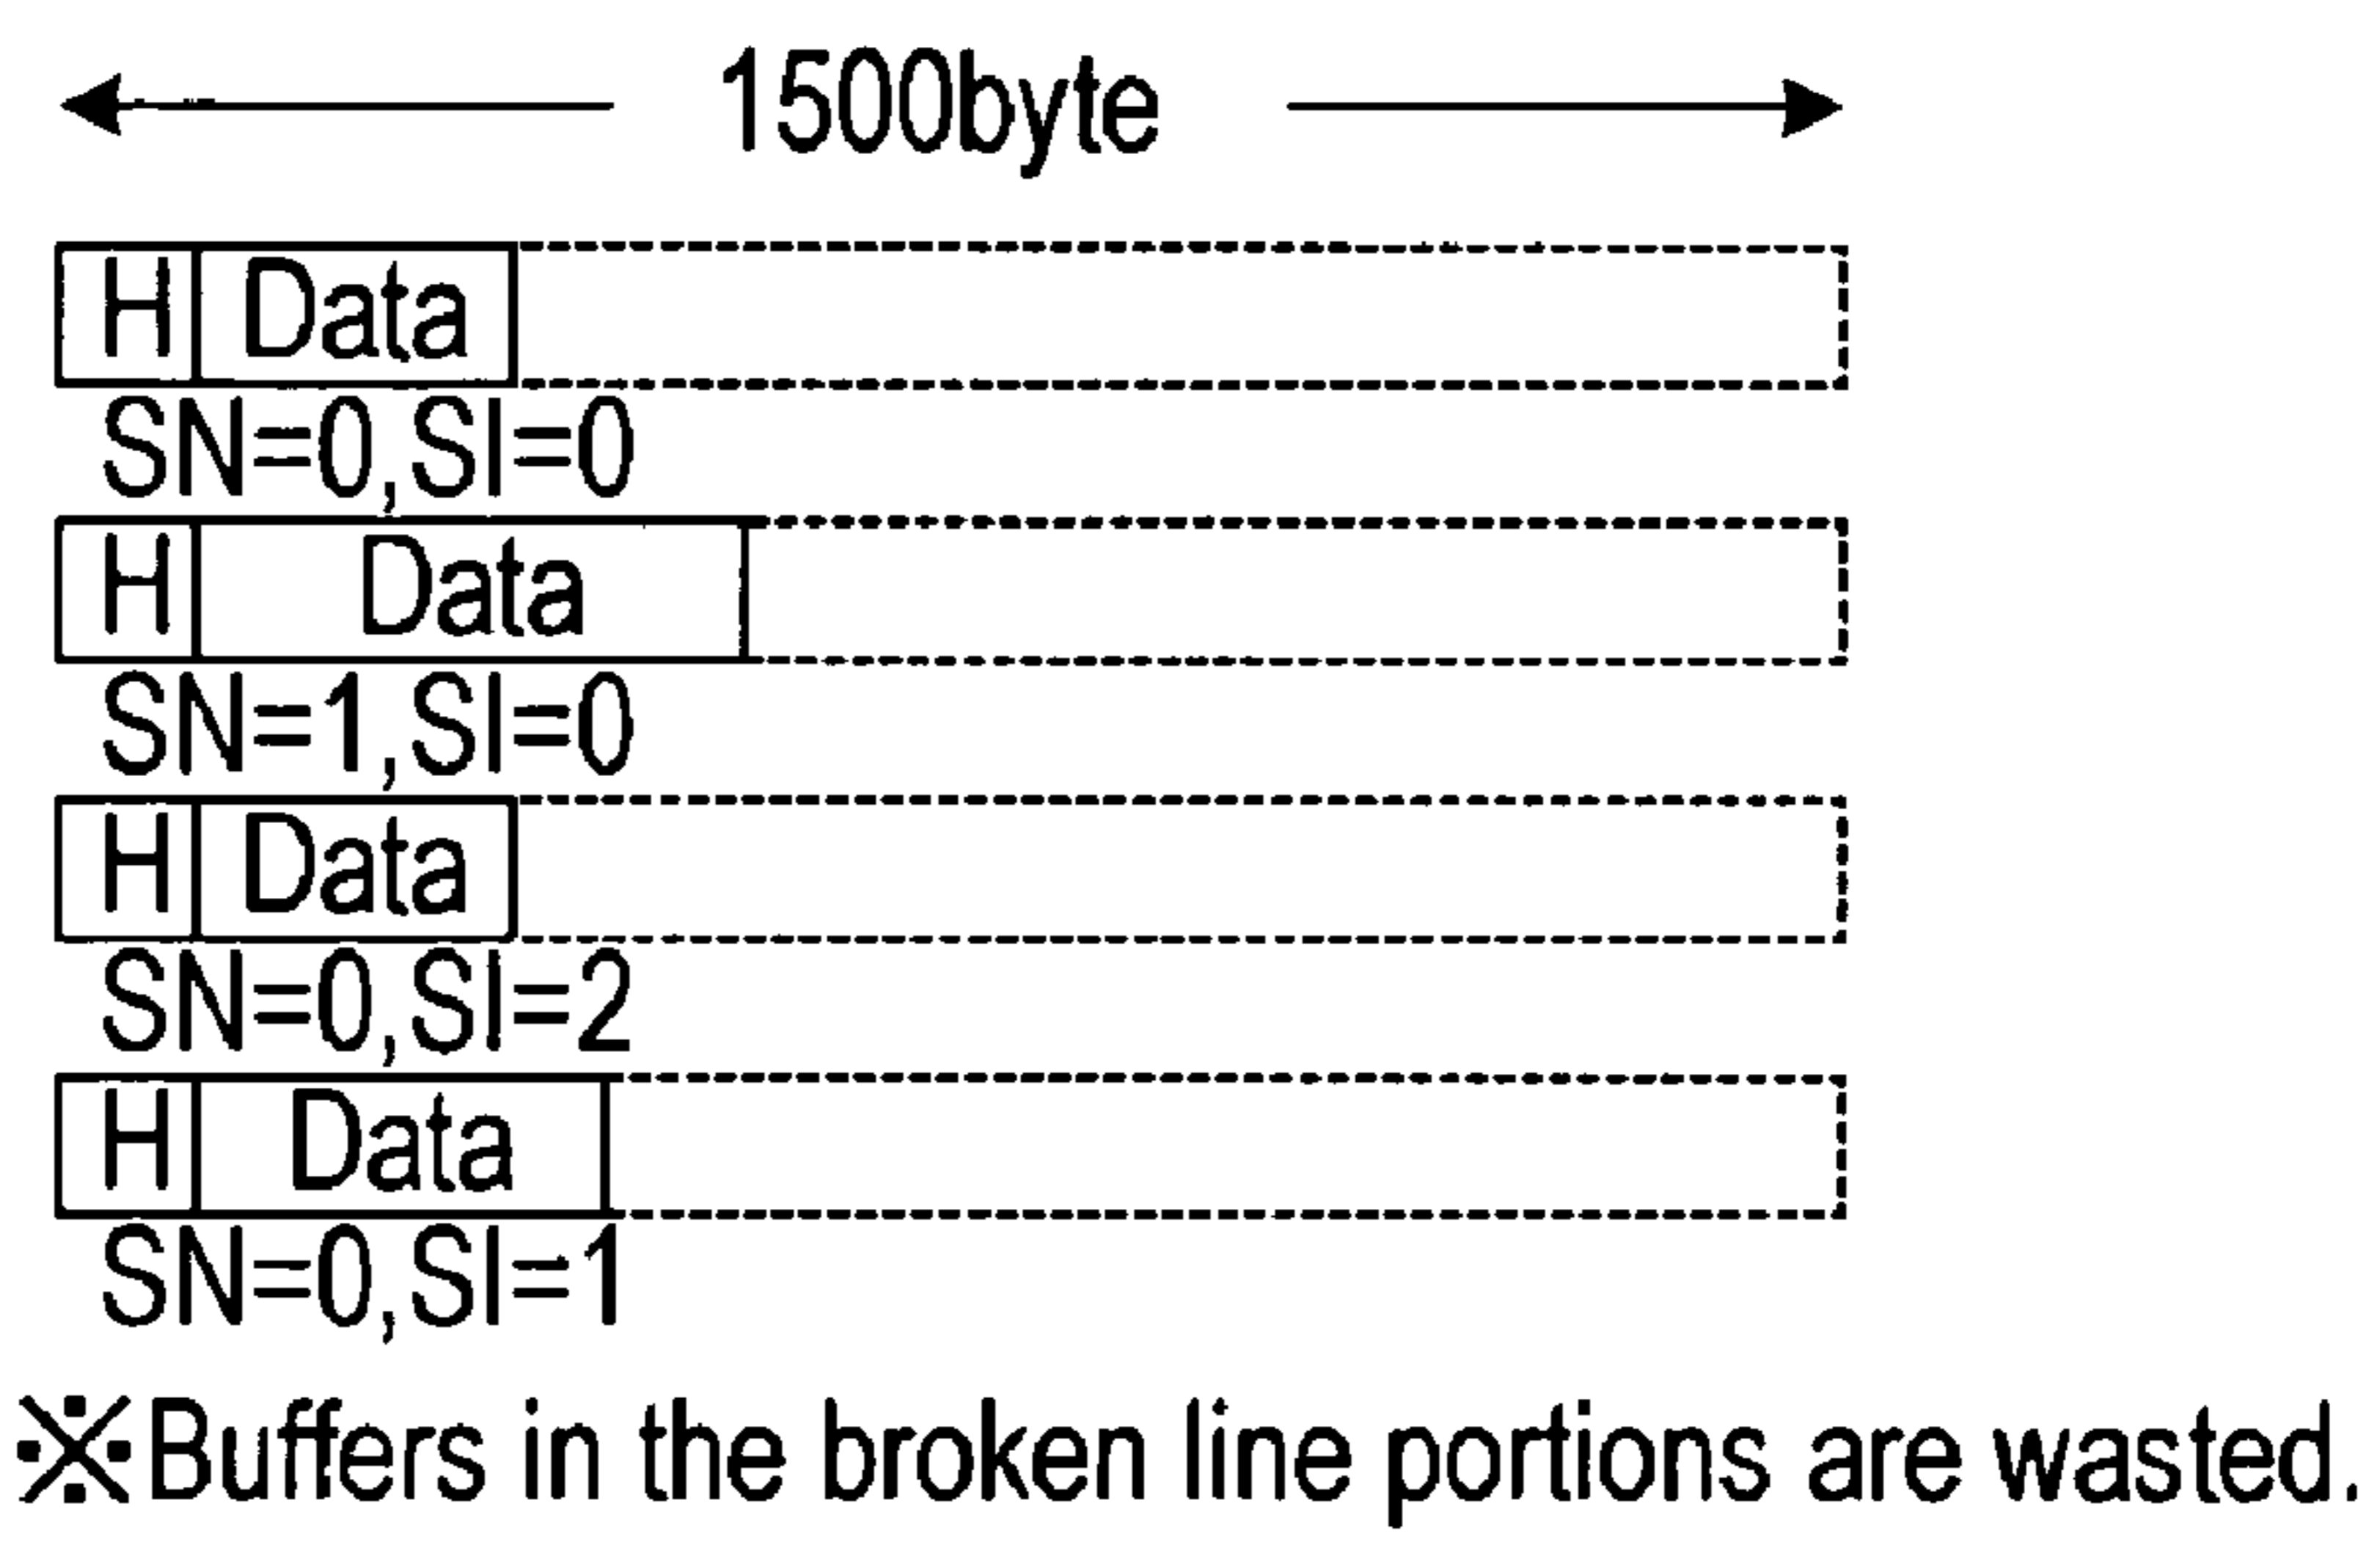 1500byte
H Data
SN=0,SI=0
H Data
SN=1,SI=0
H Data
SN=0,SI=2
H Data
SN=0,SI=1
※Buffers in the broken line portions are wasted.